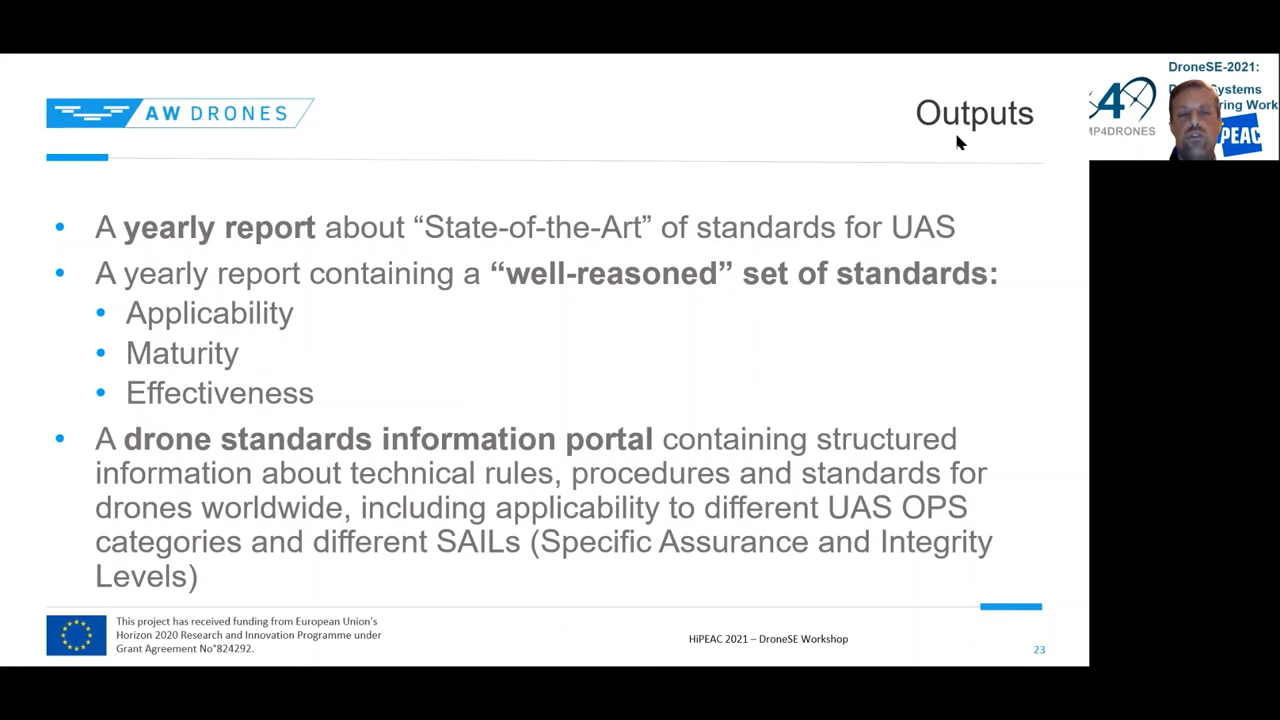 AW DRONES
Outputs
DroneSE-2021:
Systems
ring Work
4
MP4DRONES
PEAC
• A yearly report about “State-of-the-Art” of standards for UAS
• A yearly report containing a “well-reasoned” set of standards:
• Applicability
• Maturity
• Effectiveness
• A drone standards information portal containing structured
information about technical rules, procedures and standards for
drones worldwide, including applicability to different UAS OPS
categories and different SAILs (Specific Assurance and Integrity
Levels)
This project has received funding from European Union’s
Horizon 2020 Research and Innovation Programme under
Grant Agreement No°824292.
HiPEAC 2021 – DroneSE Workshop
23